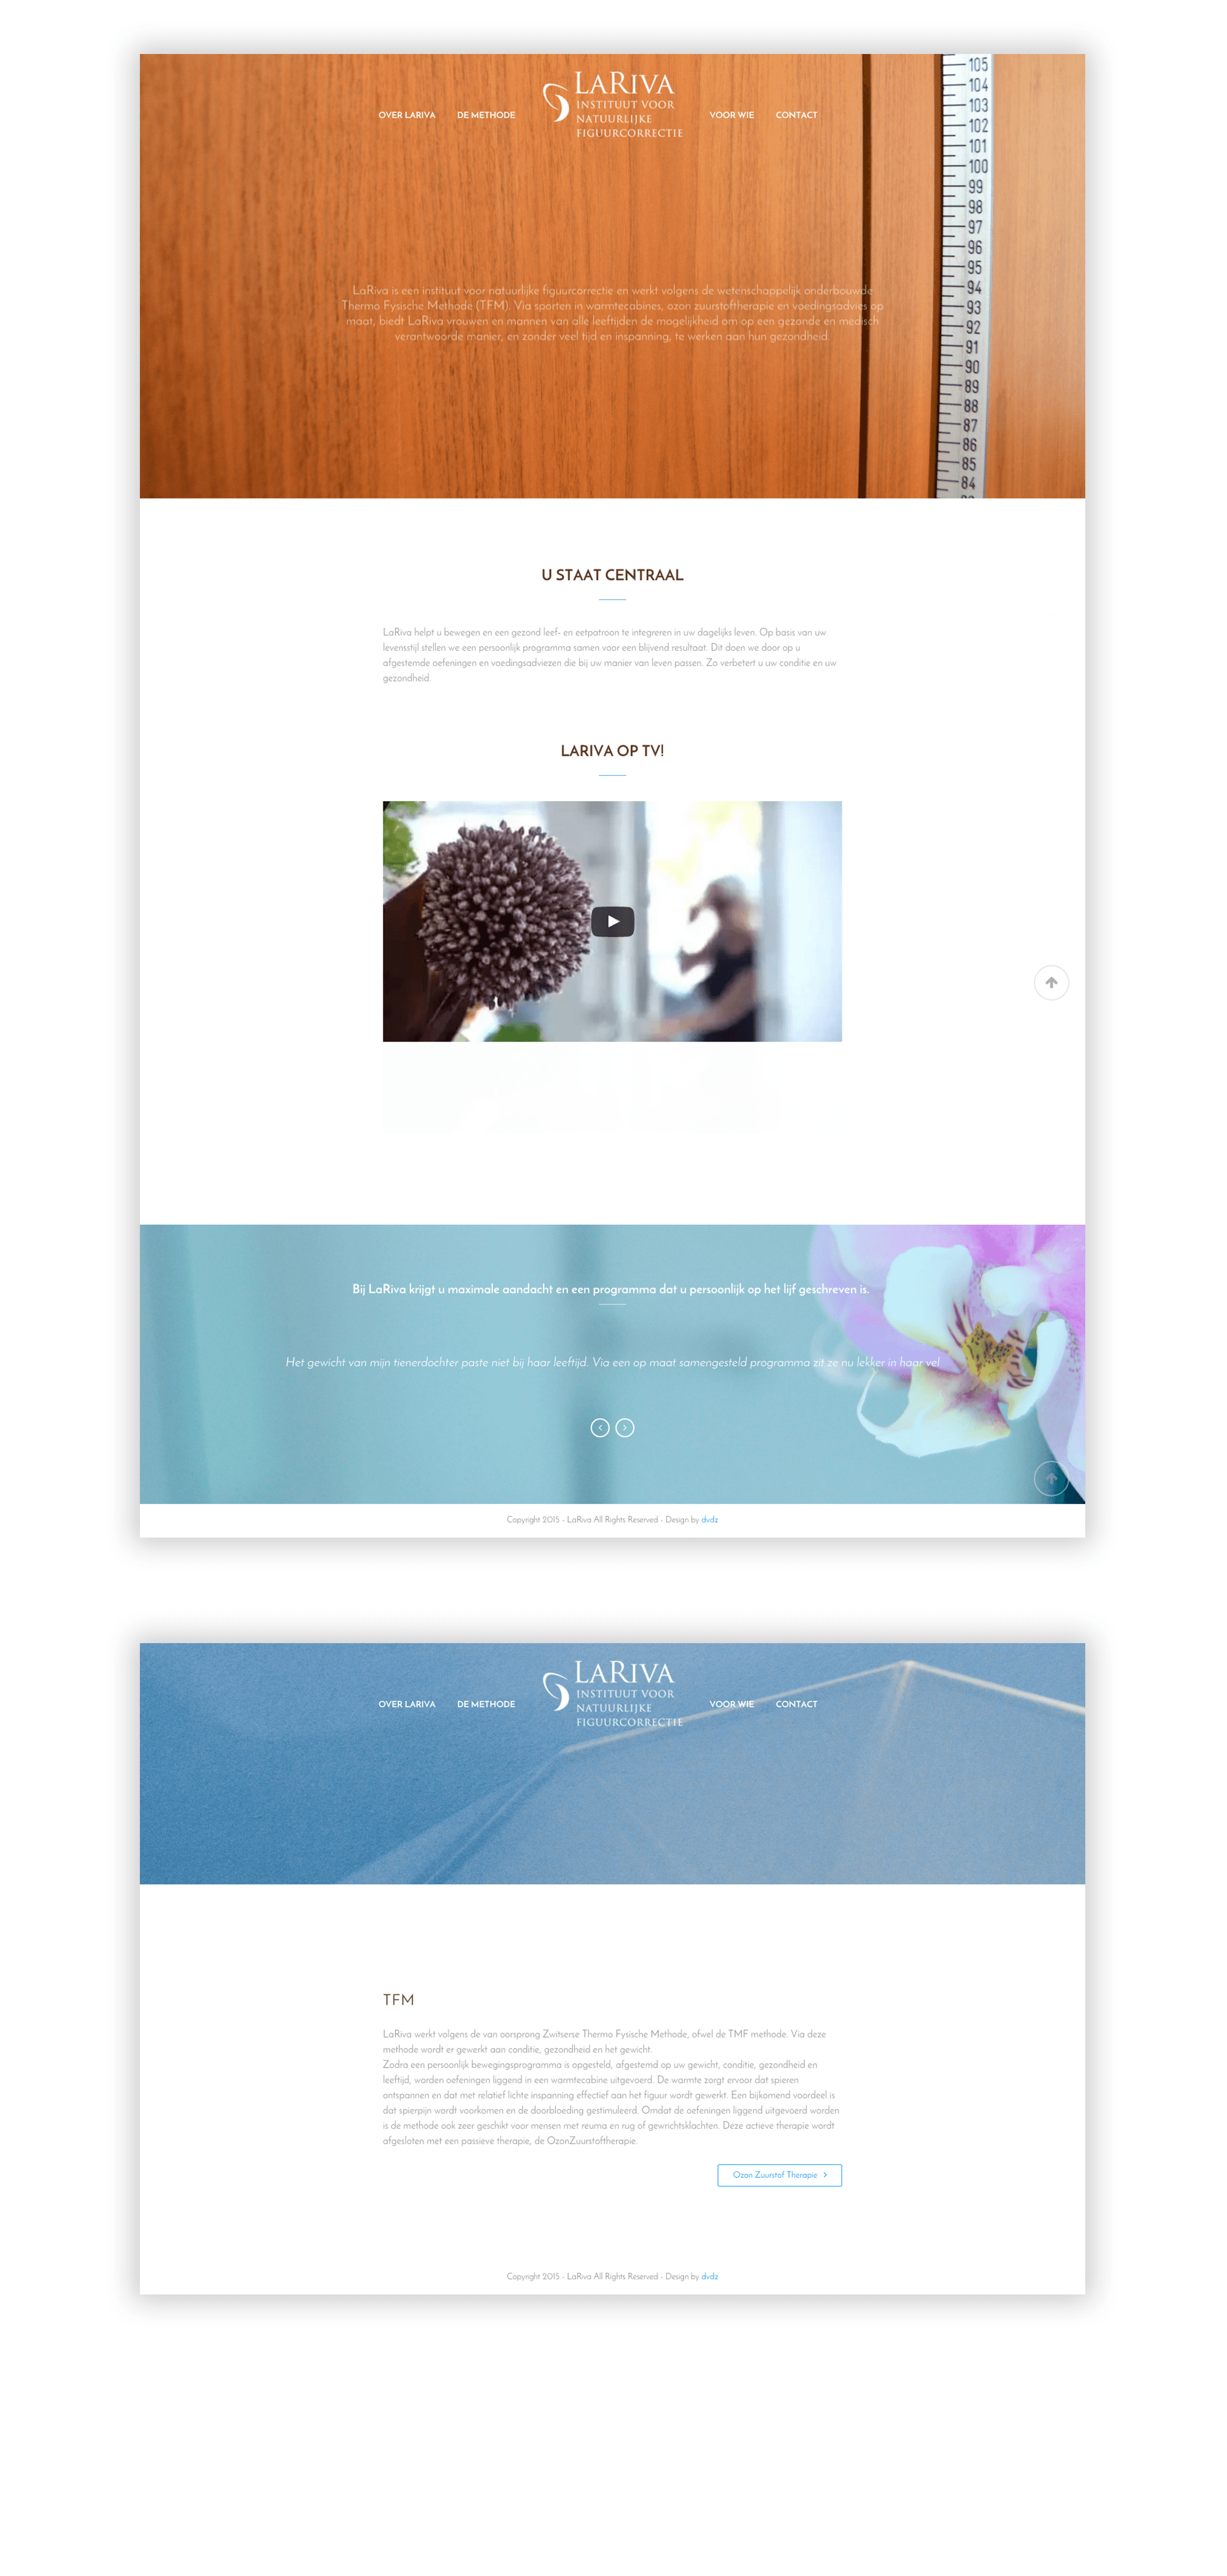 LARIVA
INSTITUUT VOOR
NATUURLIJKE
FIGUURCORRECTIE
OVER LARIVA DE METHODE VOOR WIE CONTACT
105
104
103
102
101
100
99
98
97
96
95
94
93
92
91
90
89
88
87
86
85
84
LaRiva is een instituut voor natuurlijke figuurcorrectie en werkt volgens de wetenschappelijk onderbouwde
Thermo Fysische Methode (TFM). Via sporten in warmtecabines, ozon zuurstoftherapie en voedingsadvies op
maat, biedt LaRiva vrouwen en mannen van alle leeftijden de mogelijkheid om op een gezonde en medisch
verantwoorde manier, en zonder veel tijd en inspanning, te werken aan hun gezondheid.
U STAAT CENTRAAL
LaRiva helpt u bewegen en een gezond leef- en eetpatroon te integreren in uw dagelijks leven. Op basis van uw
levensstijl stellen we een persoonlijk programma samen voor een blijvend resultaat. Dit doen we door op u
afgestemde oefeningen en voedingsadviezen die bij uw manier van leven passen. Zo verbetert u uw conditie en uw
gezondheid.
LARIVA OP TV!
Bij LaRiva krijgt u maximale aandacht en een programma dat u persoonlijk op het lijf geschreven is.
Het gewicht van mijn tienerdochter paste niet bij haar leeftijd. Via een op maat samengesteld programma zit ze nu lekker in haar vel
Copyright 2015 - LaRiva All Rights Reserved - Design by dvdz
LARIVA
INSTITUUT VOOR
NATUURLIJKE
FIGUURCORRECTIE
OVER LARIVA DE METHODE VOOR WIE CONTACT
TFM
LaRiva werkt volgens de van oorsprong Zwitserse Thermo Fysische Methode, ofwel de TMF methode. Via deze
methode wordt er gewerkt aan conditie, gezondheid en het gewicht.
Zodra een persoonlijk bewegingsprogramma is opgesteld, afgestemd op uw gewicht, conditie, gezondheid en
leeftijd, worden oefeningen liggend in een warmtecabine uitgevoerd. De warmte zorgt ervoor dat spieren
ontspannen en dat met relatief lichte inspanning effectief aan het figuur wordt gewerkt. Een bijkomend voordeel is
dat spierpijn wordt voorkomen en de doorbloeding gestimuleerd. Omdat de oefeningen liggend uitgevoerd worden
is de methode ook zeer geschikt voor mensen met reuma en rug of gewrichtsklachten. Deze actieve therapie wordt
afgesloten met een passieve therapie, de OzonZuurstoftherapie.
Ozon Zuurstof Therapie
Copyright 2015 - LaRiva All Rights Reserved - Design by dvdz